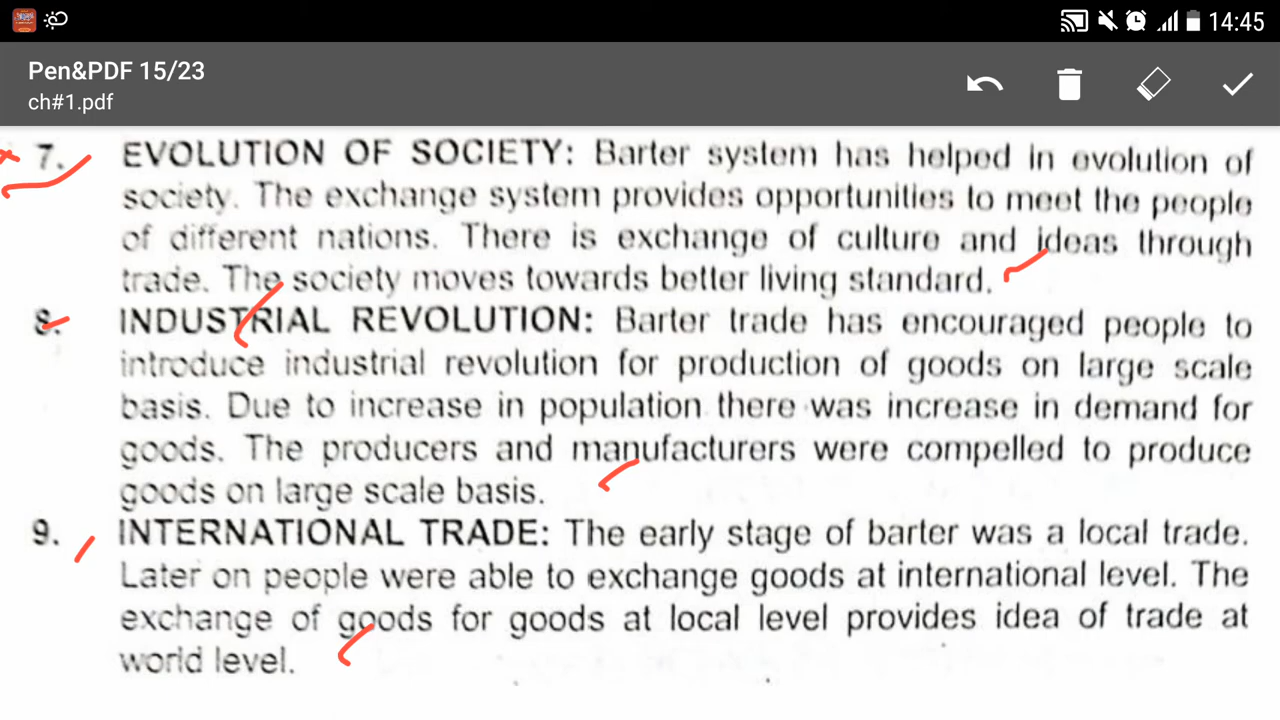 14:45
Pen&PDF 15/23
ch#1.pdf
7. EVOLUTION OF SOCIETY: Barter system has helped in evolution of
society. The exchange system provides opportunities to meet the people
of different nations. There is exchange of culture and ideas through
trade. The society moves towards better living standard.
8. INDUSTRIAL REVOLUTION: Barter trade has encouraged people to
introduce industrial revolution for production of goods on large scale
basis. Due to increase in population there was increase in demand for
goods. The producers and manufacturers were compelled to produce
goods on large scale basis.
9. INTERNATIONAL TRADE: The early stage of barter was a local trade.
Later on people were able to exchange goods at international level. The
exchange of goods for goods at local level provides idea of trade at
world level.